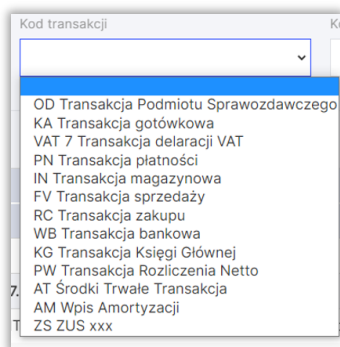 Kod transakcji
OD Transakcja Podmiotu Sprawozdawczego
KA Transakcja gotówkowa
VAT 7 Transakcja delaracji VAT
PN Transakcja płatności
IN Transakcja magazynowa
FV Transakcja sprzedaży
RC Transakcja zakupu
WB Transakcja bankowa
KG Transakcja Księgi Głównej
PW Transakcja Rozliczenia Netto
AT Środki Trwałe Transakcja
AM Wpis Amortyzacji
ZS ZUS xxx